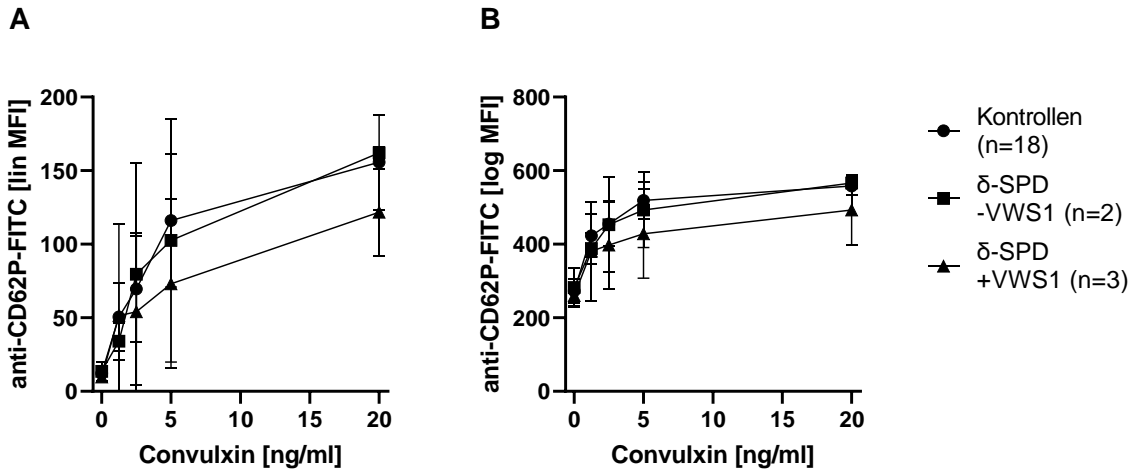 A
B
anti-CD62P-FITC [lin MFI]
200
150
100
50
0
0 5 10 15 20
Convulxin [ng/ml]
anti-CD62P-FITC [log MFI]
800
600
400
200
0
0 5 10 15 20
Convulxin [ng/ml]
Kontrollen
(n=18)
δ-SPD
-VWS1 (n=2)
δ-SPD
+VWS1 (n=3)